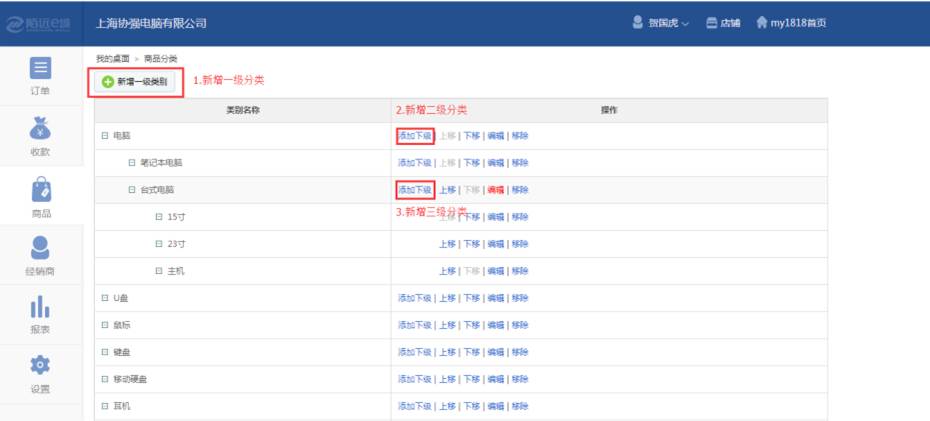 陌远e城 上海协强电脑有限公司 贺国虎 店铺 my1818首页
我的桌面 > 商品分类
新增一级类别 1.新增一级分类
订单
收款
商品
经销商
报表
设置
类别名称 2.新增二级分类 操作
电脑 添加下级 | 上移 | 下移 | 编辑 | 移除
笔记本电脑 添加下级 | 上移 | 下移 | 编辑 | 移除
台式电脑 添加下级 | 上移 | 下移 | 编辑 | 移除
3.新增三级分类
15寸 上移 | 下移 | 编辑 | 移除
23寸 上移 | 下移 | 编辑 | 移除
主机 上移 | 下移 | 编辑 | 移除
U盘 添加下级 | 上移 | 下移 | 编辑 | 移除
鼠标 添加下级 | 上移 | 下移 | 编辑 | 移除
键盘 添加下级 | 上移 | 下移 | 编辑 | 移除
移动硬盘 添加下级 | 上移 | 下移 | 编辑 | 移除
耳机 添加下级 | 上移 | 下移 | 编辑 | 移除